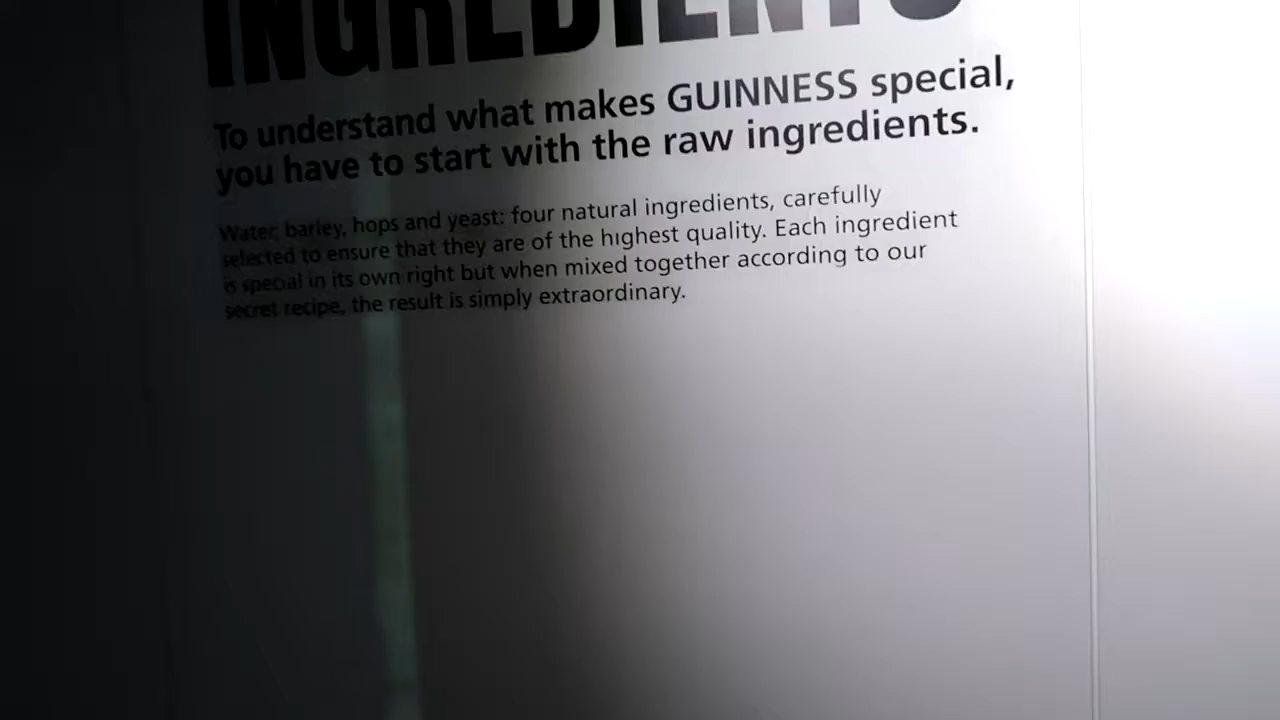 INGREDIENTS
To understand what makes GUINNESS special,
you have to start with the raw ingredients.
Water, barley, hops and yeast: four natural ingredients, carefully
selected to ensure that they are of the highest quality. Each ingredient
is special in its own right but when mixed together according to our
secret recipe, the result is simply extraordinary.